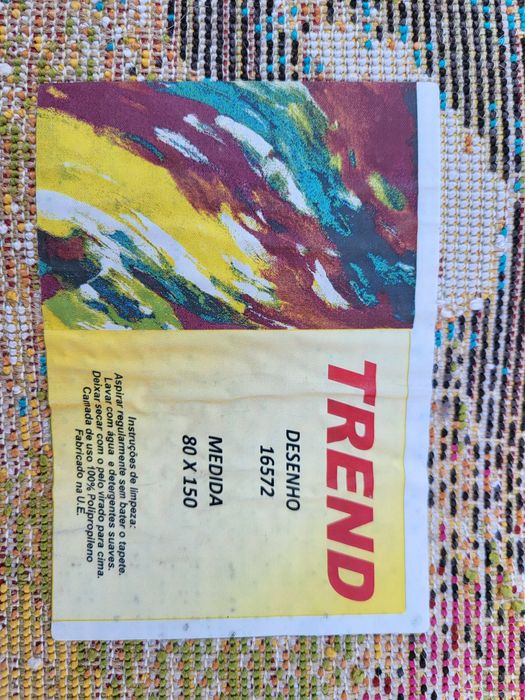 TREND
DESENHO
16572
MEDIDA
80 X 150
Instruções de limpeza:
Aspirar regularmente sem bater o tapete.
Lavar com água e detergentes suaves.
Deixar secar com o pelo virado para cima.
Camada de uso 100% Polipropileno
Fabricado na U.E.